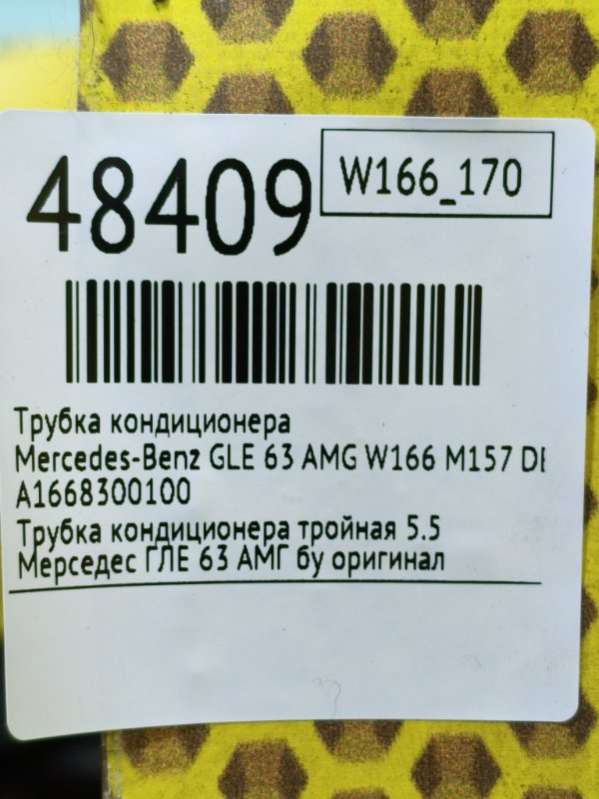 48409
W166_170
Трубка кондиционера
Mercedes-Benz GLE 63 AMG W166 M157 DE
A1668300100
Трубка кондиционера тройная 5.5
Мерседес ГЛЕ 63 АМГ бу оригинал